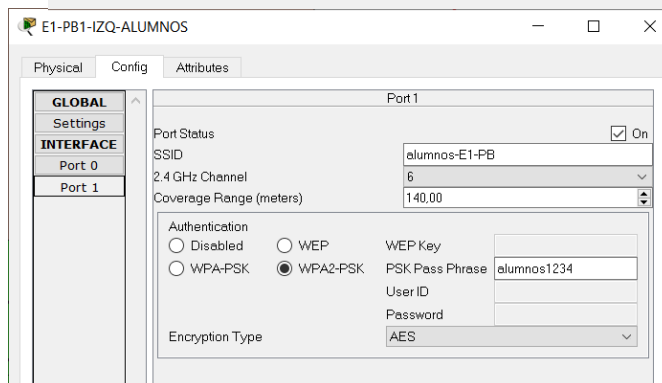 E1-PB1-IZQ-ALUMNOS
Physical Config Attributes
GLOBAL
Settings
INTERFACE
Port 0
Port 1
Port 1
Port Status On
SSID alumnos-E1-PB
2.4 GHz Channel 6
Coverage Range (meters) 140,00
Authentication
Disabled WEP WEP Key
WPA-PSK WPA2-PSK PSK Pass Phrase alumnos1234
User ID
Password
Encryption Type AES